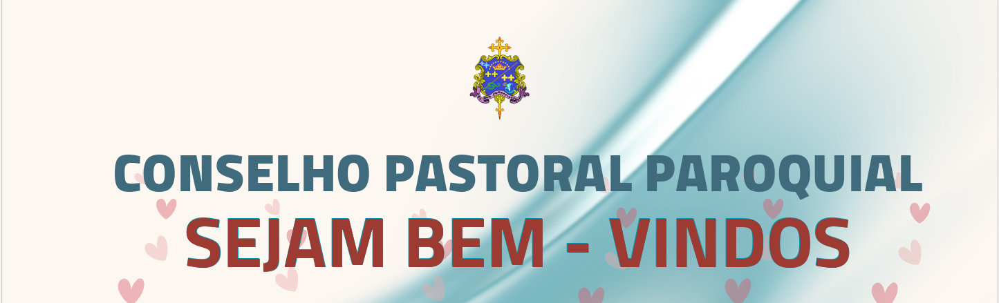 CONSELHO PASTORAL PAROQUIAL
SEJAM BEM - VINDOS